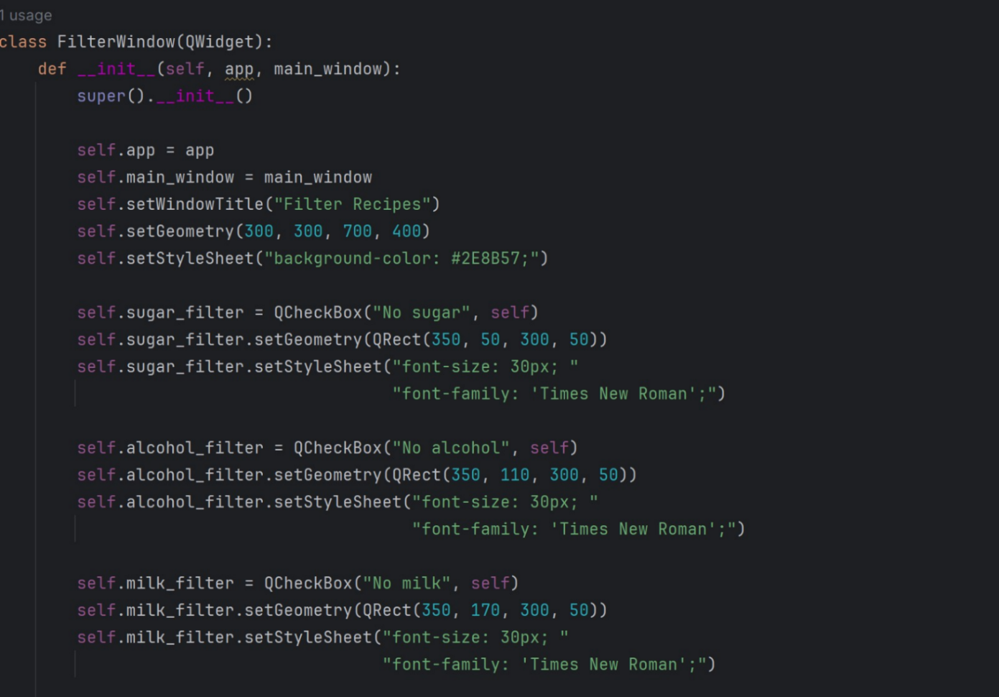 1 usage
class FilterWindow(QWidget):
    def __init__(self, app, main_window):
        super().__init__()

        self.app = app
        self.main_window = main_window
        self.setWindowTitle("Filter Recipes")
        self.setGeometry(300, 300, 700, 400)
        self.setStyleSheet("background-color: #2E8B57;")

        self.sugar_filter = QCheckBox("No sugar", self)
        self.sugar_filter.setGeometry(QRect(350, 50, 300, 50))
        self.sugar_filter.setStyleSheet("font-size: 30px; "
                                        "font-family: 'Times New Roman';")

        self.alcohol_filter = QCheckBox("No alcohol", self)
        self.alcohol_filter.setGeometry(QRect(350, 110, 300, 50))
        self.alcohol_filter.setStyleSheet("font-size: 30px; "
                                          "font-family: 'Times New Roman';")

        self.milk_filter = QCheckBox("No milk", self)
        self.milk_filter.setGeometry(QRect(350, 170, 300, 50))
        self.milk_filter.setStyleSheet("font-size: 30px; "
                                       "font-family: 'Times New Roman';")